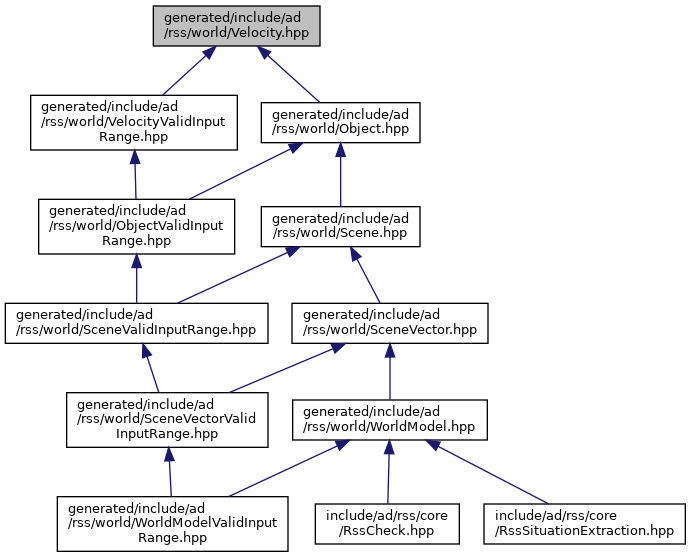 generated/include/ad
/rss/world/Velocity.hpp
generated/include/ad
/rss/world/VelocityValidInput
Range.hpp
generated/include/ad
/rss/world/Object.hpp
generated/include/ad
/rss/world/ObjectValidInput
Range.hpp
generated/include/ad
/rss/world/Scene.hpp
generated/include/ad
/rss/world/SceneValidInputRange.hpp
generated/include/ad
/rss/world/SceneVector.hpp
generated/include/ad
/rss/world/SceneVectorValid
InputRange.hpp
generated/include/ad
/rss/world/WorldModel.hpp
generated/include/ad
/rss/world/WorldModelValidInput
Range.hpp
include/ad/rss/core
/RssCheck.hpp
include/ad/rss/core
/RssSituationExtraction.hpp